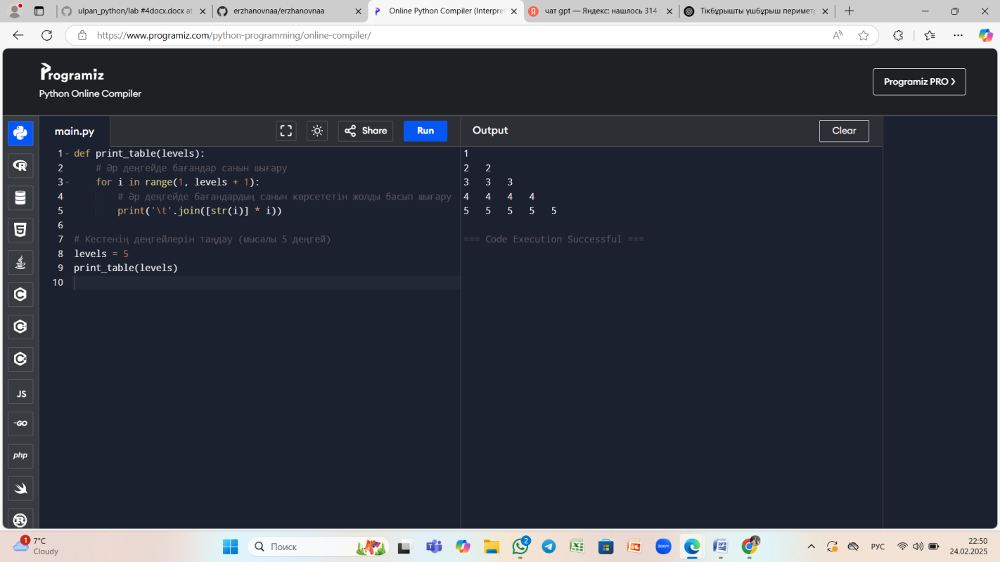 ulpan_python/lab #4docx.docx at
erzhanovnaa/erzhanovnaa
Online Python Compiler (Interpre
чат gpt — Яндекс: нашлось 314
Тікбұрышты үшбұрыш периметр
https://www.programiz.com/python-programming/online-compiler/
Programiz
Python Online Compiler
Programiz PRO
main.py
Share
Run
Output
Clear
1 def print_table(levels):
2 # Әр деңгейде бағандар санын шығару
3 for i in range(1, levels + 1):
4 # Әр деңгейде бағандардың санын көрсететін жолды басып шығару
5 print('\t'.join([str(i)] * i))
6
7 # Кестенің деңгейлерін таңдау (мысалы 5 деңгей)
8 levels = 5
9 print_table(levels)
10
1
2 2
3 3 3
4 4 4 4
5 5 5 5 5
=== Code Execution Successful ===
JS
GO
php
1
7°C
Cloudy
Поиск
2
zoom
РУС
22:50
24.02.2025